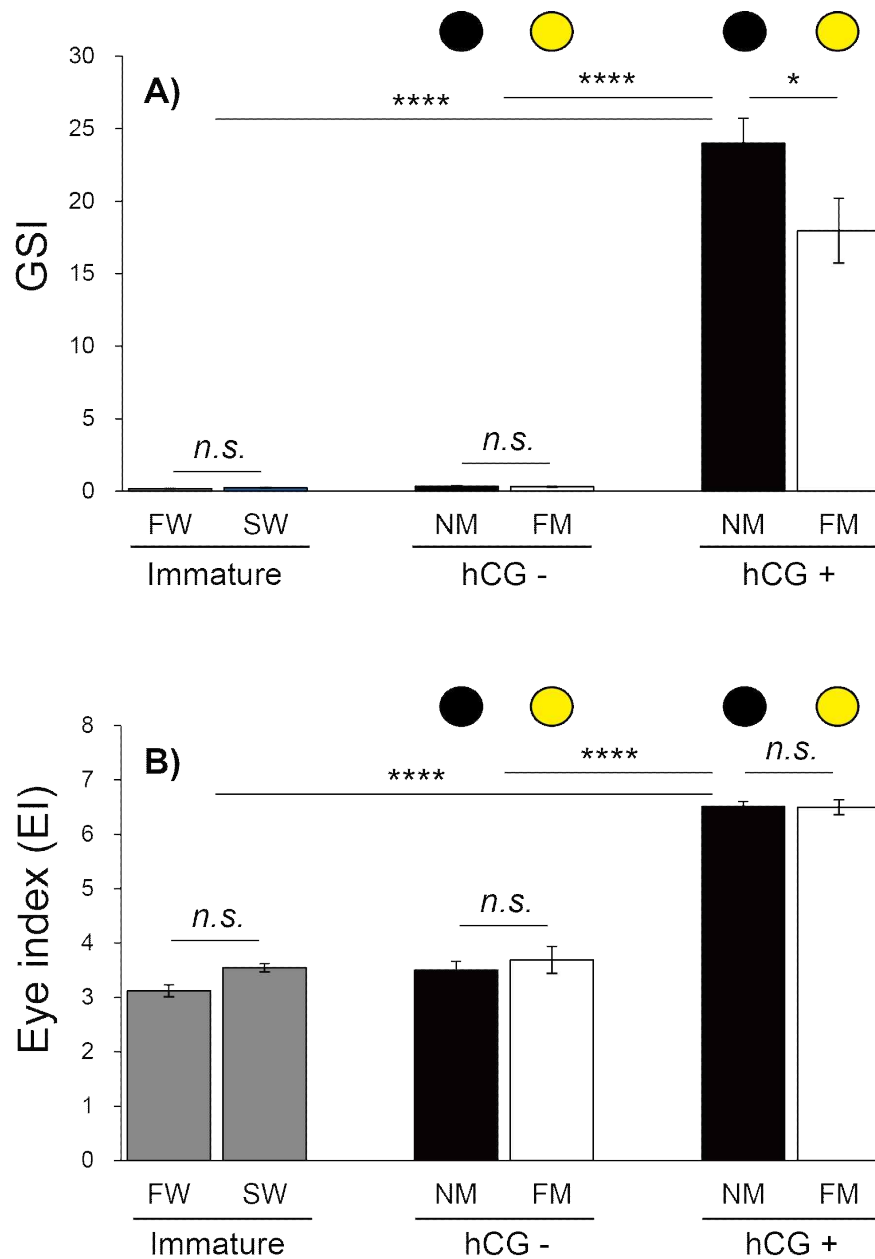 30
A)
****
****
*
25
20
GSI
15
10
5
n.s.
n.s.
0
FW SW NM FM NM FM
Immature hCG - hCG +
8
B)
****
****
n.s.
7
6
Eye index (EI)
5
n.s.
n.s.
4
3
2
1
0
FW SW NM FM NM FM
Immature hCG - hCG +